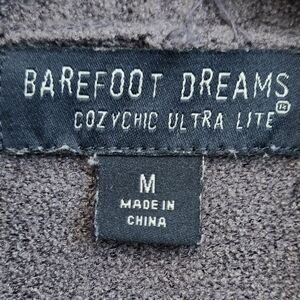 BAREFOOT DREAMS
COZYCHIC ULTRA LITE®
M
MADE IN
CHINA